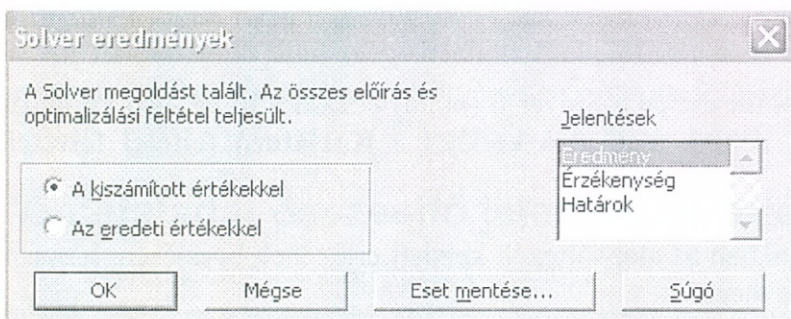 Solver eredmények
A Solver megoldást talált. Az összes előírás és
optimalizálási feltétel teljesült.
Jelentések
Eredmény
Érzékenység
Határok
A kiszámított értékekkel
Az eredeti értékekkel
OK
Mégse
Eset mentése...
Súgó